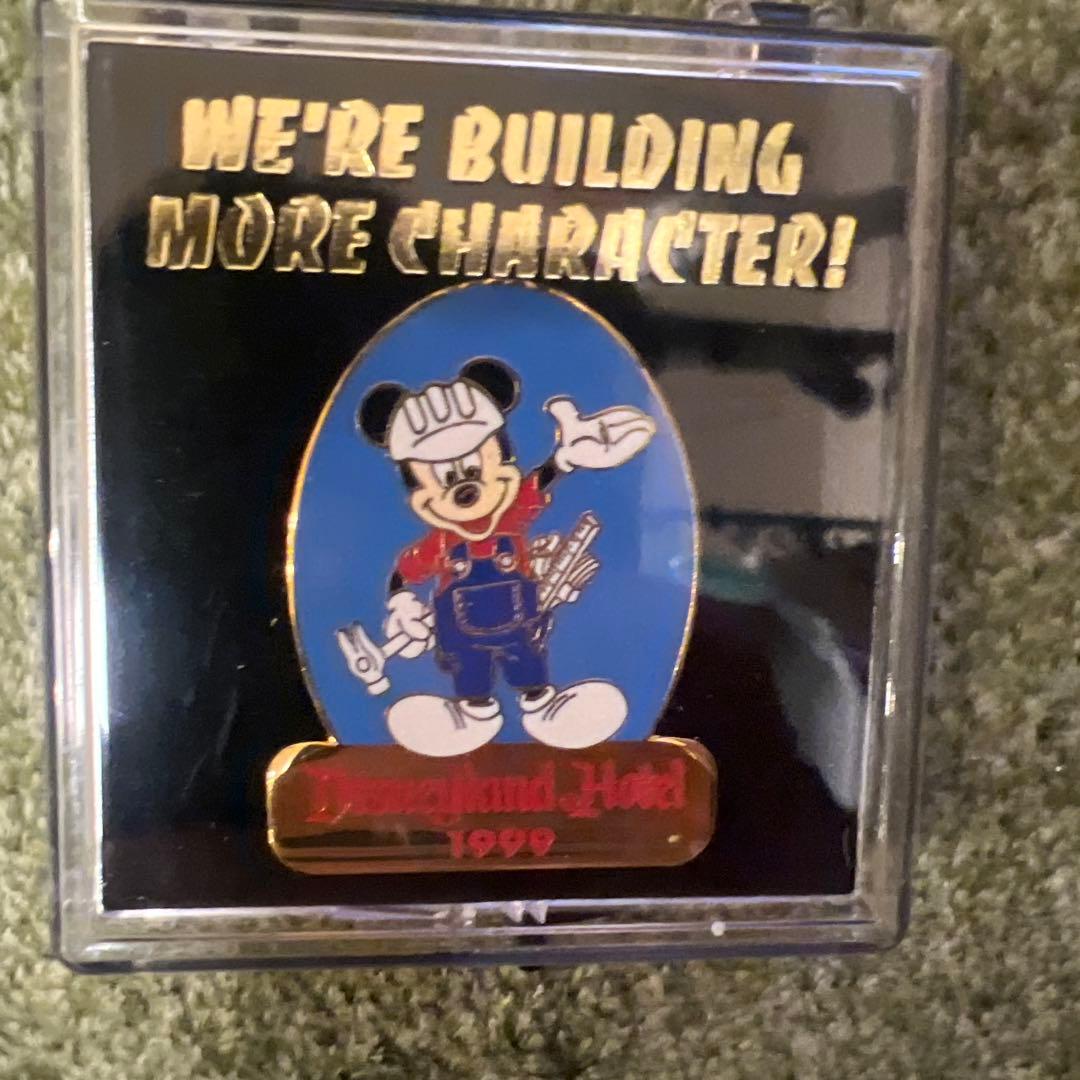 WE'RE BUILDING
MORE CHARACTER!
Disneyland Hotel
1999